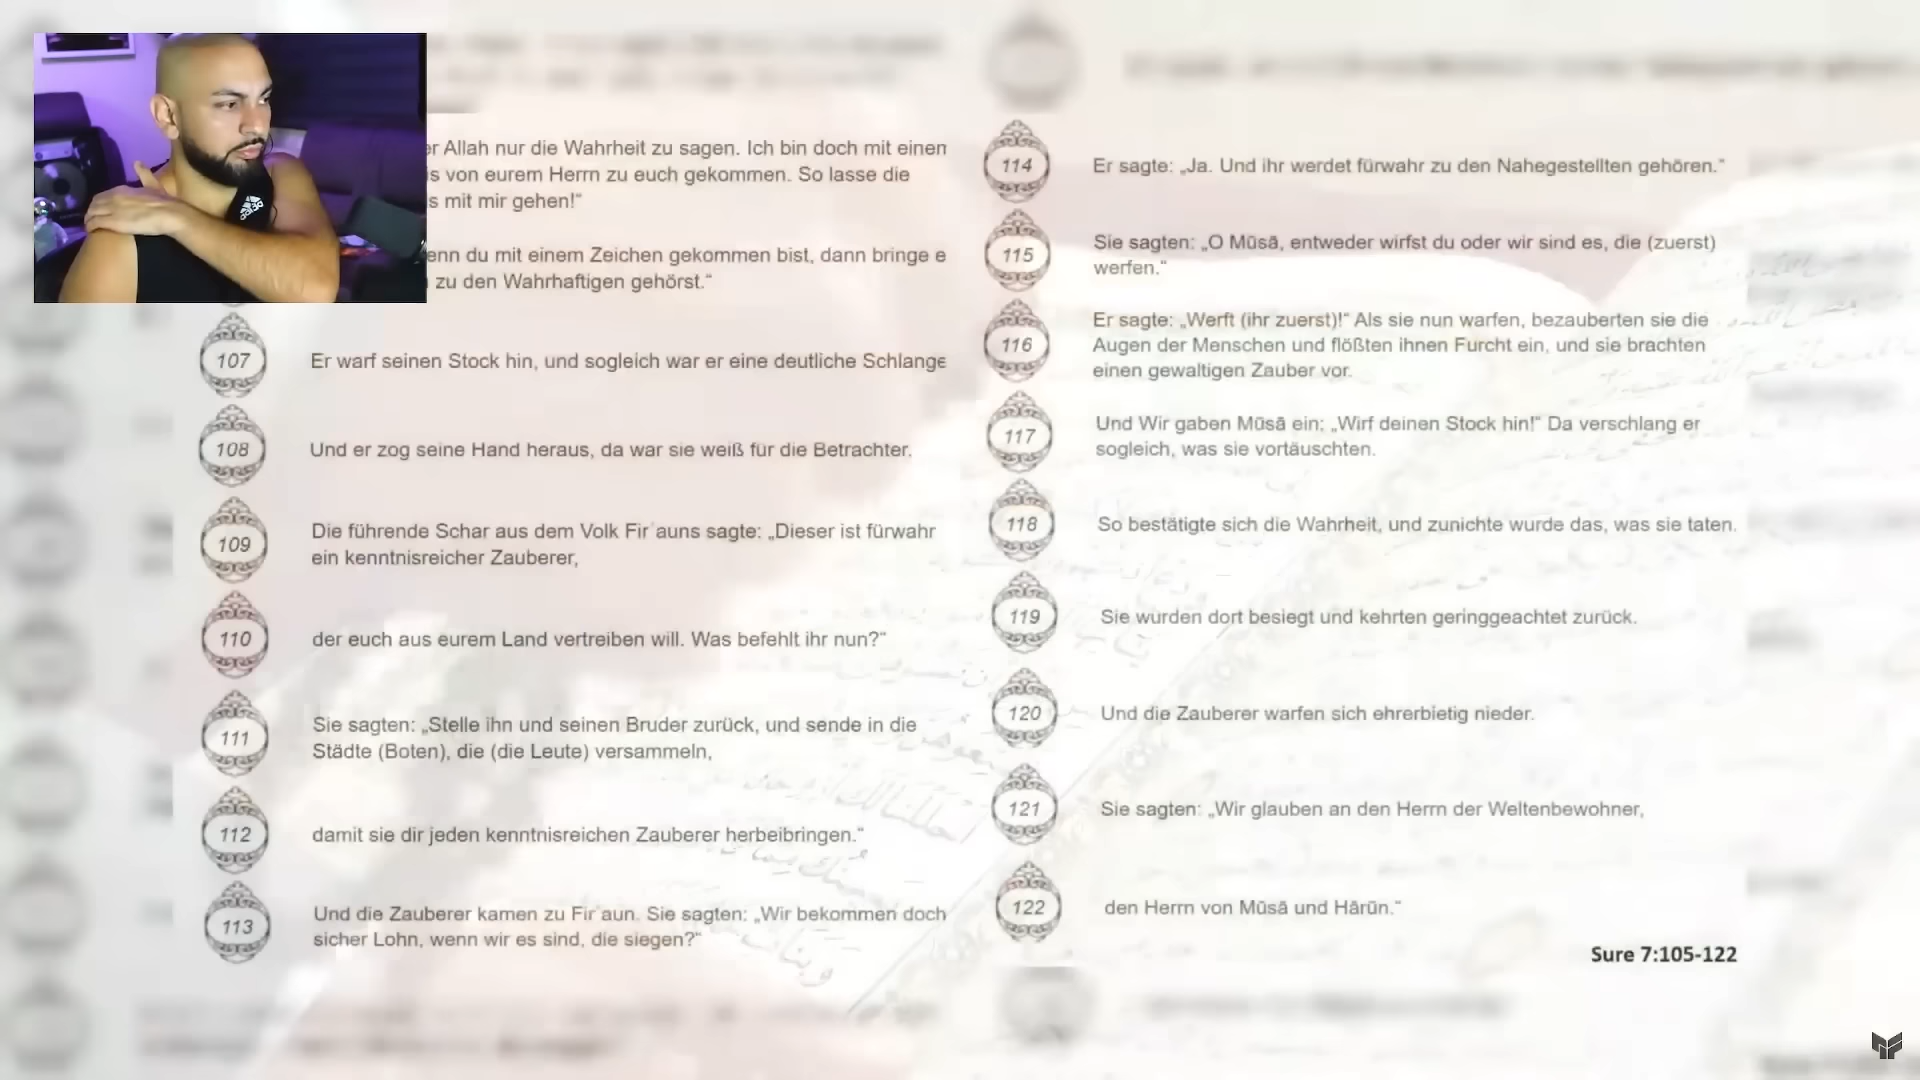 er Allah nur die Wahrheit zu sagen. Ich bin doch mit einen
s von eurem Herrn zu euch gekommen. So lasse die
s mit mir gehen!“
enn du mit einem Zeichen gekommen bist, dann bringe e
zu den Wahrhaftigen gehörst.“
107 Er warf seinen Stock hin, und sogleich war er eine deutliche Schlange
108 Und er zog seine Hand heraus, da war sie weiß für die Betrachter.
109 Die führende Schar aus dem Volk Fir´auns sagte: „Dieser ist fürwahr
ein kenntnisreicher Zauberer,
110 der euch aus eurem Land vertreiben will. Was befehlt ihr nun?“
111 Sie sagten: „Stelle ihn und seinen Bruder zurück, und sende in die
Städte (Boten), die (die Leute) versammeln,
112 damit sie dir jeden kenntnisreichen Zauberer herbeibringen.“
113 Und die Zauberer kamen zu Fir´aun. Sie sagten: „Wir bekommen doch
sicher Lohn, wenn wir es sind, die siegen?“
114 Er sagte: „Ja. Und ihr werdet fürwahr zu den Nahegestellten gehören.“
115 Sie sagten: „O Mūsā, entweder wirfst du oder wir sind es, die (zuerst)
werfen.“
116 Er sagte: „Werft (ihr zuerst)!“ Als sie nun warfen, bezauberten sie die
Augen der Menschen und flößten ihnen Furcht ein, und sie brachten
einen gewaltigen Zauber vor.
117 Und Wir gaben Mūsā ein: „Wirf deinen Stock hin!“ Da verschlang er
sogleich, was sie vortäuschten.
118 So bestätigte sich die Wahrheit, und zunichte wurde das, was sie taten.
119 Sie wurden dort besiegt und kehrten geringgeachtet zurück.
120 Und die Zauberer warfen sich ehrerbietig nieder.
121 Sie sagten: „Wir glauben an den Herrn der Weltenbewohner,
122 den Herrn von Mūsā und Hārūn.“
Sure 7:105-122